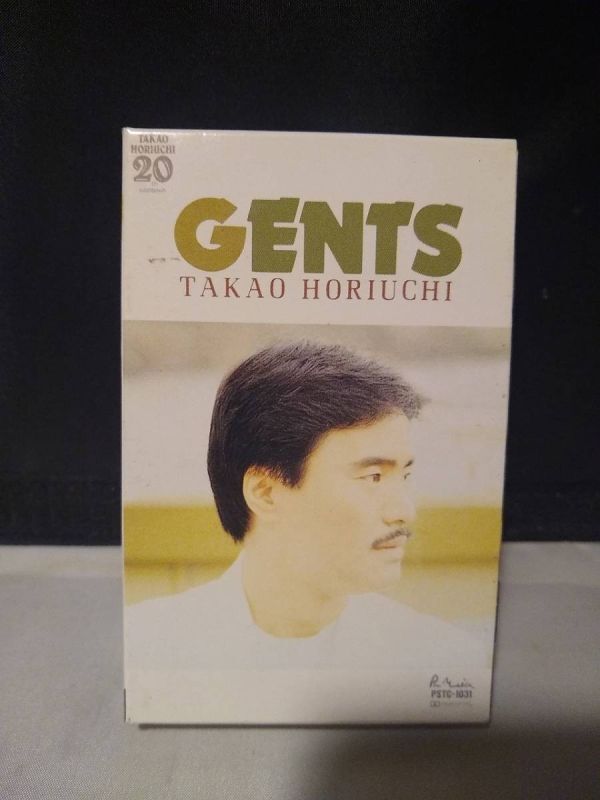 TAKAO
HORIUCHI
20
GENTS
TAKAO HORIUCHI
PSTC-1031